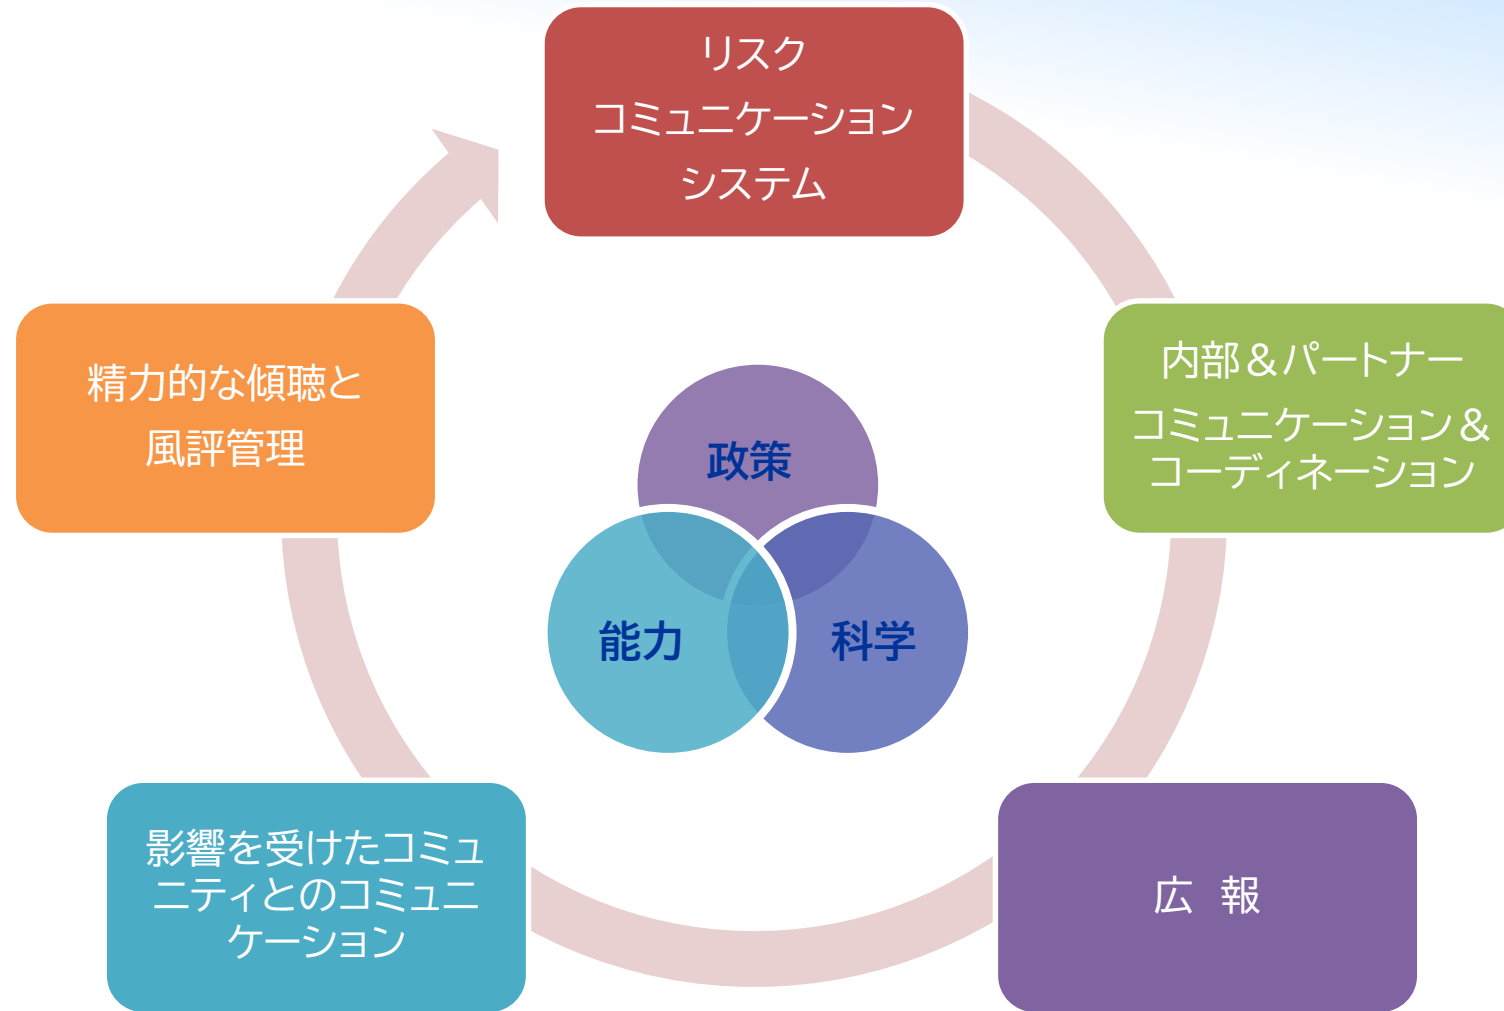 リスク
コミュニケーション
システム
内部&パートナー
コミュニケーション&
コーディネーション
精力的な傾聴と
風評管理
政策
能力
科学
影響を受けたコミュ
ニティとのコミュニ
ケーション
広 報